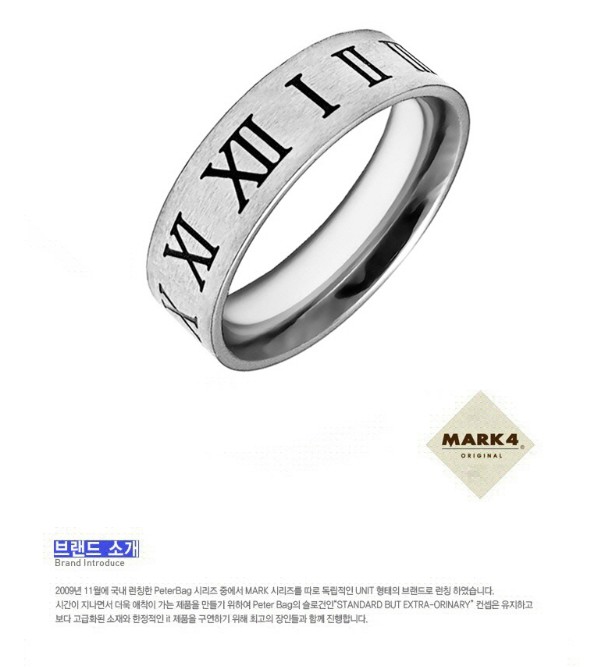 X XI XII I II III
MARK4®
ORIGINAL
브랜드 소개
Brand Introduce
2009년 11월에 국내 런칭한 PeterBag 시리즈 중에서 MARK 시리즈를 따로 독립적인 UNIT 형태의 브랜드로 런칭 하였습니다.
시간이 지나면서 더욱 애착이 가는 제품을 만들기 위하여 Peter Bag의 슬로건인"STANDARD BUT EXTRA-ORINARY" 컨셉은 유지하고
보다 고급화된 소재와 한정적인 it 제품을 구연하기 위해 최고의 장인들과 함께 진행합니다.